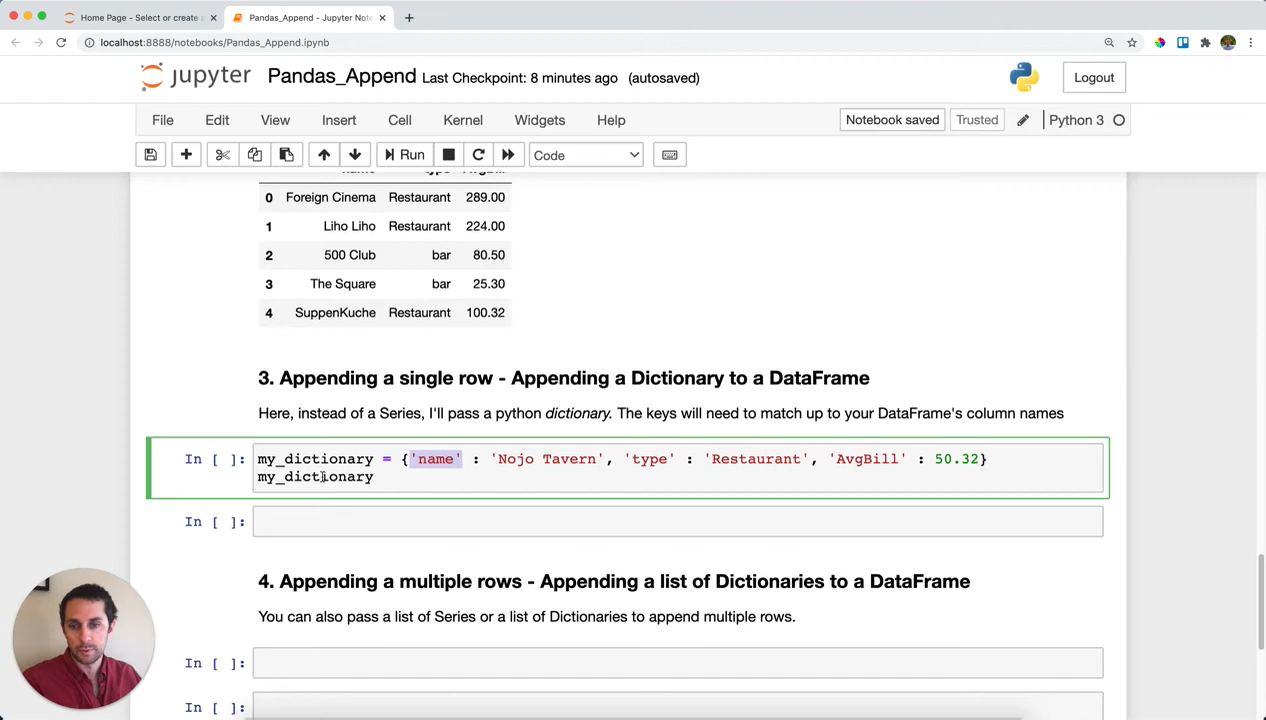 Home Page - Select or create a
Pandas_Append - Jupyter Note
localhost:8888/notebooks/Pandas_Append.ipynb
jupyter Pandas_Append Last Checkpoint: 8 minutes ago (autosaved)
Logout
File Edit View Insert Cell Kernel Widgets Help
Notebook saved Trusted Python 3
Run Code
0 Foreign Cinema Restaurant 289.00
1 Liho Liho Restaurant 224.00
2 500 Club bar 80.50
3 The Square bar 25.30
4 SuppenKuche Restaurant 100.32
3. Appending a single row - Appending a Dictionary to a DataFrame
Here, instead of a Series, I'll pass a python dictionary. The keys will need to match up to your DataFrame's column names
In [ ]: my_dictionary = {'name' : 'Nojo Tavern', 'type' : 'Restaurant', 'AvgBill' : 50.32}
my_dictionary
In [ ]:
4. Appending a multiple rows - Appending a list of Dictionaries to a DataFrame
You can also pass a list of Series or a list of Dictionaries to append multiple rows.
In [ ]:
In [ ]: